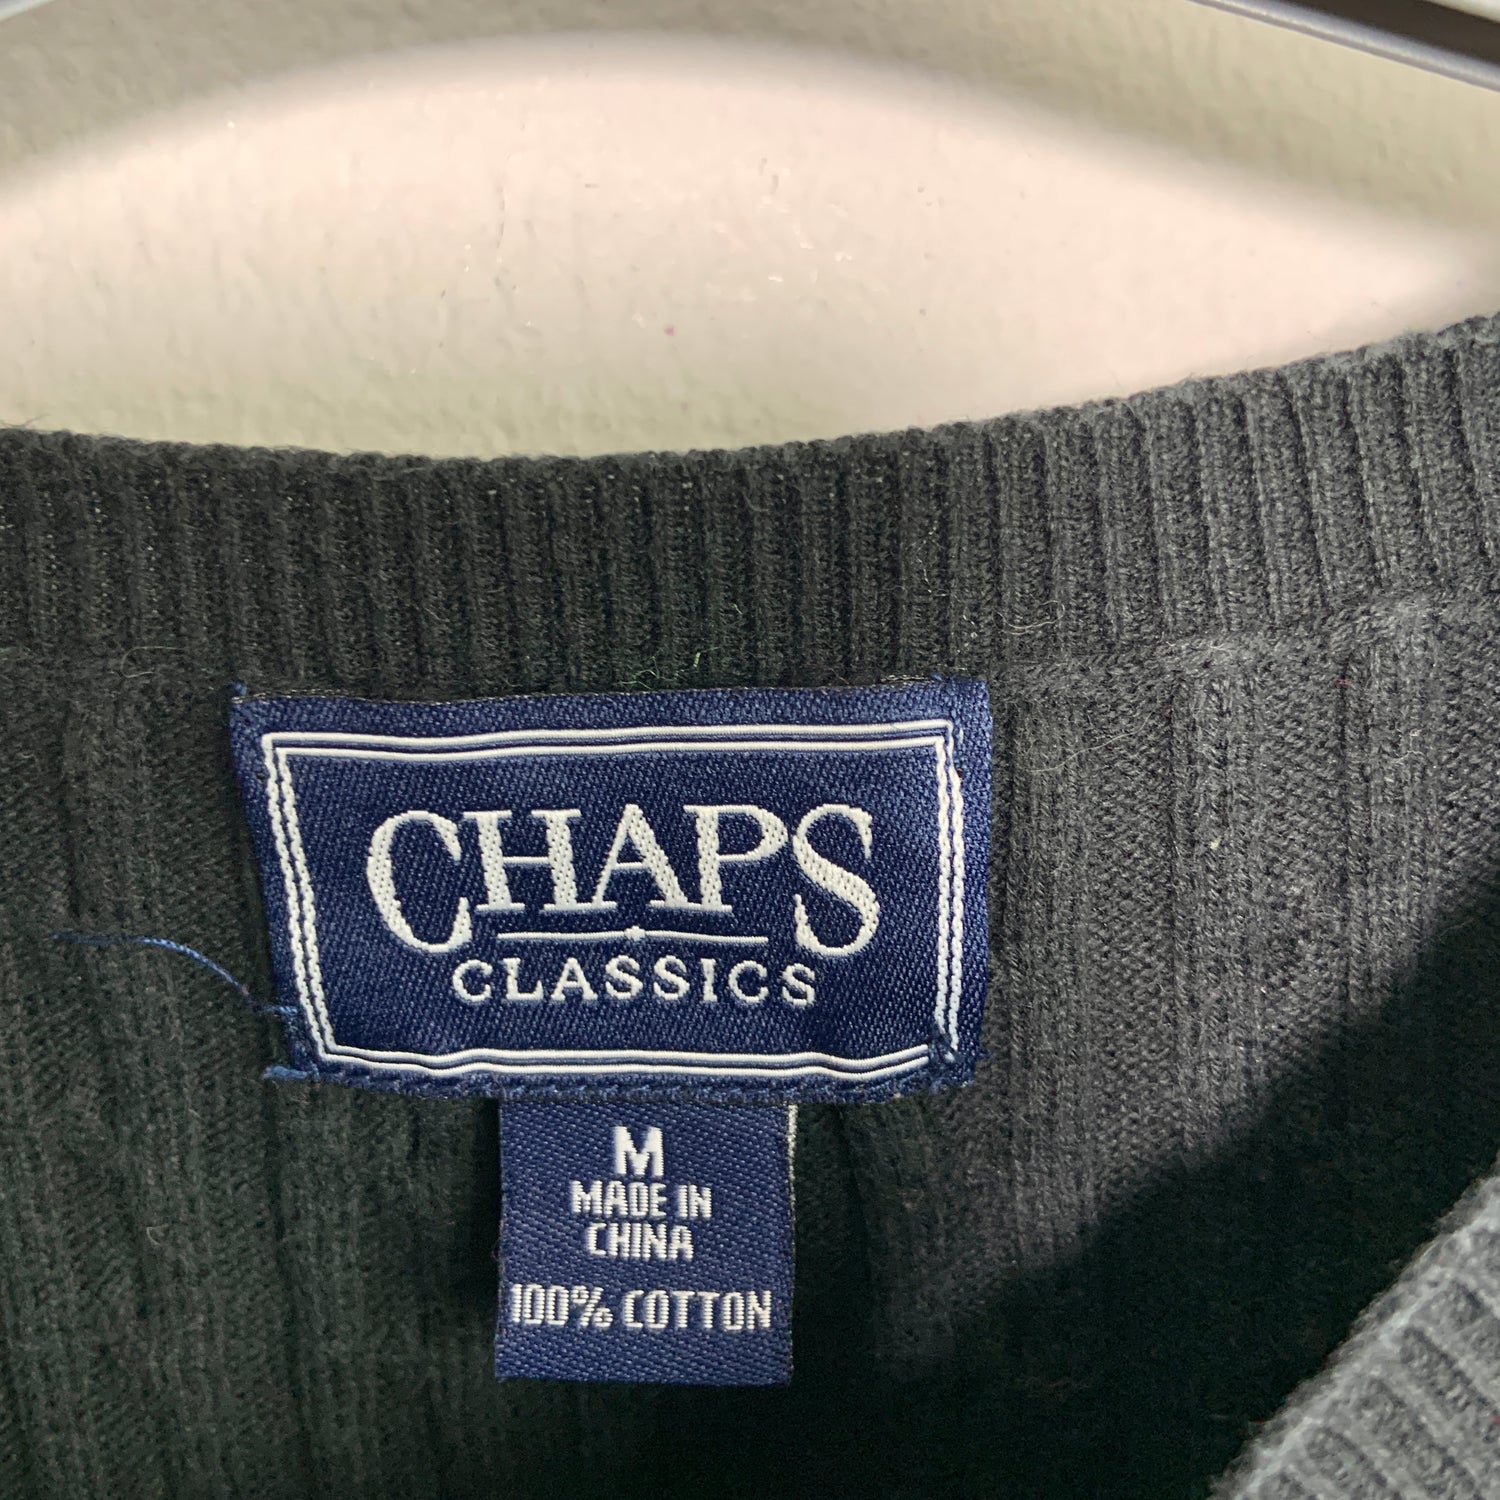 CHAPS
CLASSICS
M
MADE IN
CHINA
100% COTTON